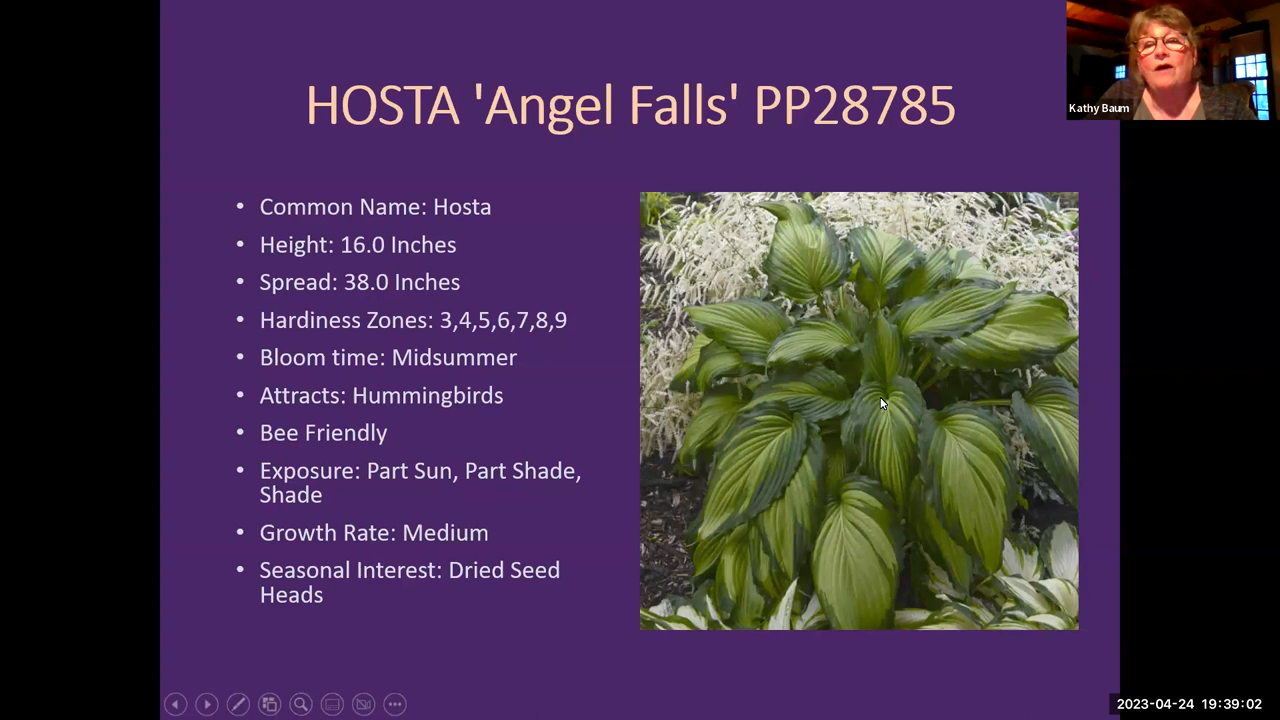 HOSTA 'Angel Falls' PP28785
Kathy Baum
• Common Name: Hosta
• Height: 16.0 Inches
• Spread: 38.0 Inches
• Hardiness Zones: 3,4,5,6,7,8,9
• Bloom time: Midsummer
• Attracts: Hummingbirds
• Bee Friendly
• Exposure: Part Sun, Part Shade,
Shade
• Growth Rate: Medium
• Seasonal Interest: Dried Seed
Heads
2023-04-24 19:39:02